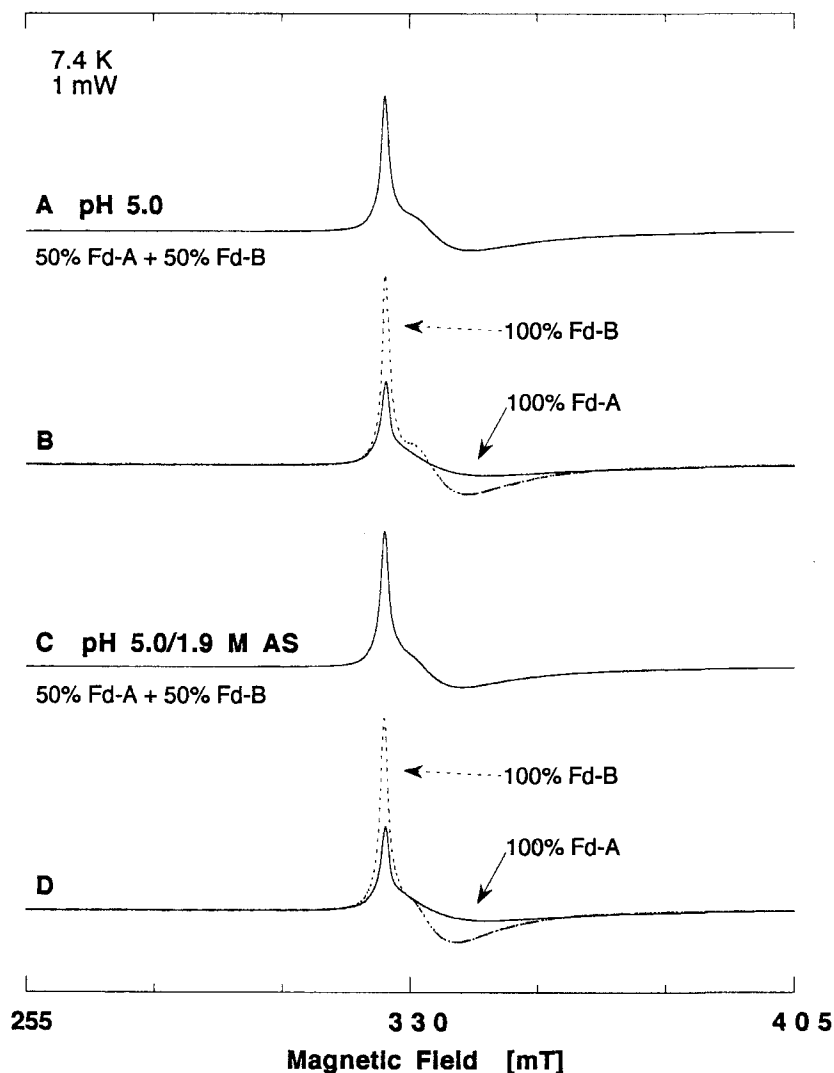 7.4 K
1 mW
A pH 5.0
50% Fd-A + 50% Fd-B
100% Fd-B
100% Fd-A
B
C pH 5.0/1.9 M AS
50% Fd-A + 50% Fd-B
100% Fd-B
100% Fd-A
D
255 330 405
Magnetic Field [mT]